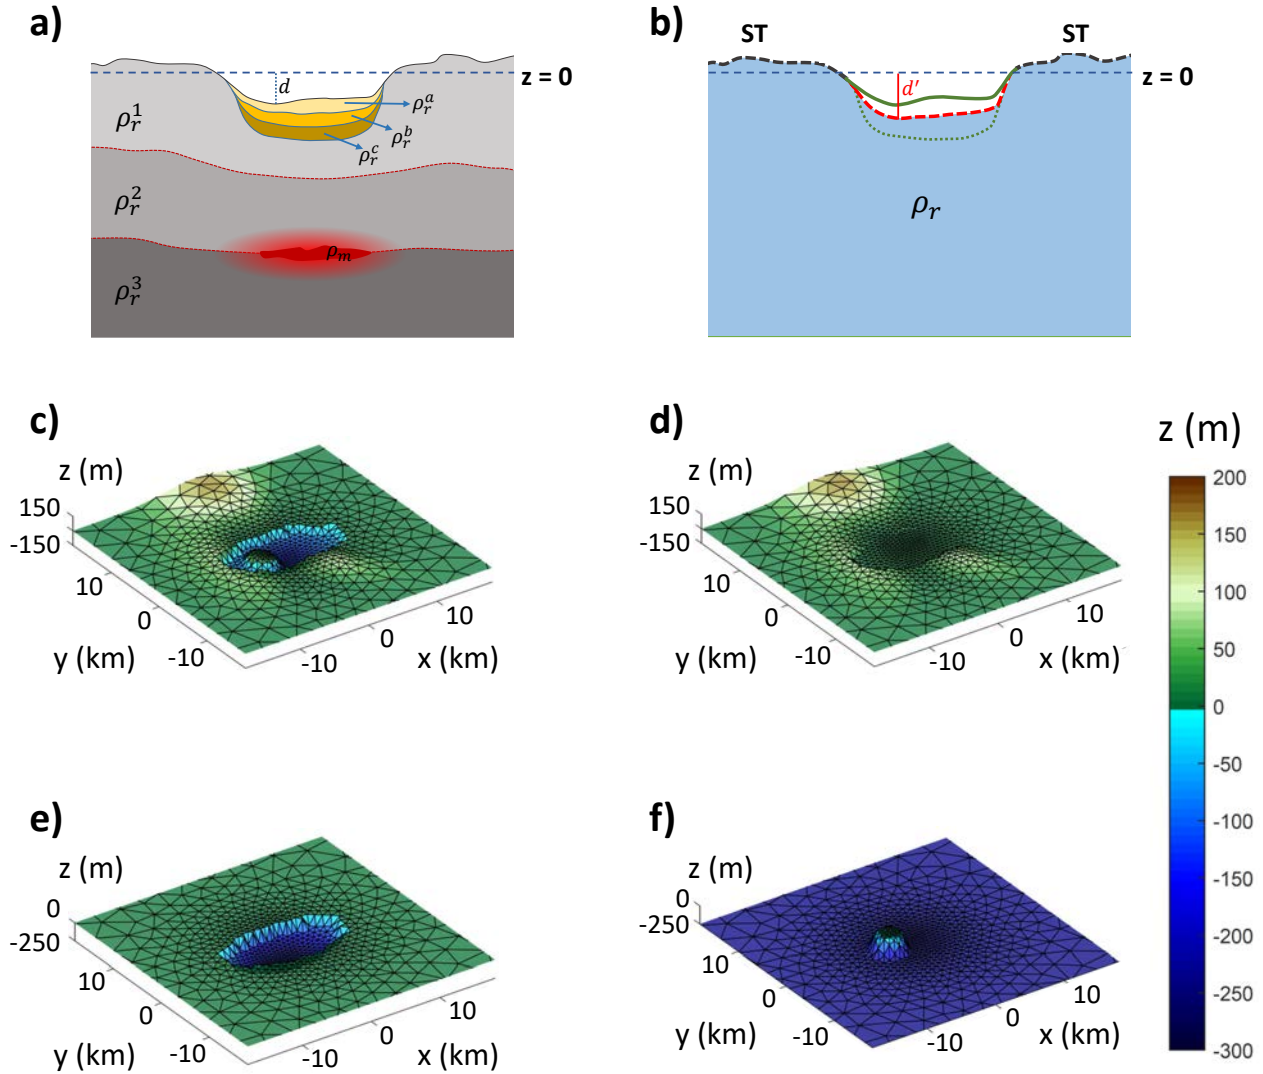 a)
d
z = 0
ρ_r^1
ρ_r^a
ρ_r^b
ρ_r^c
ρ_r^2
ρ_m
ρ_r^3
b)
ST ST
d′
z = 0
ρ_r
c)
z (m)
150
-150
10
0
-10
y (km)
-10
0
10
x (km)
d)
z (m)
150
-150
10
0
-10
y (km)
-10
0
10
x (km)
z (m)
200
150
100
50
0
-50
-100
-150
-200
-250
-300
e)
z (m)
0
-250
10
0
-10
y (km)
-10
0
10
x (km)
f)
z (m)
0
-250
10
0
-10
y (km)
-10
0
10
x (km)